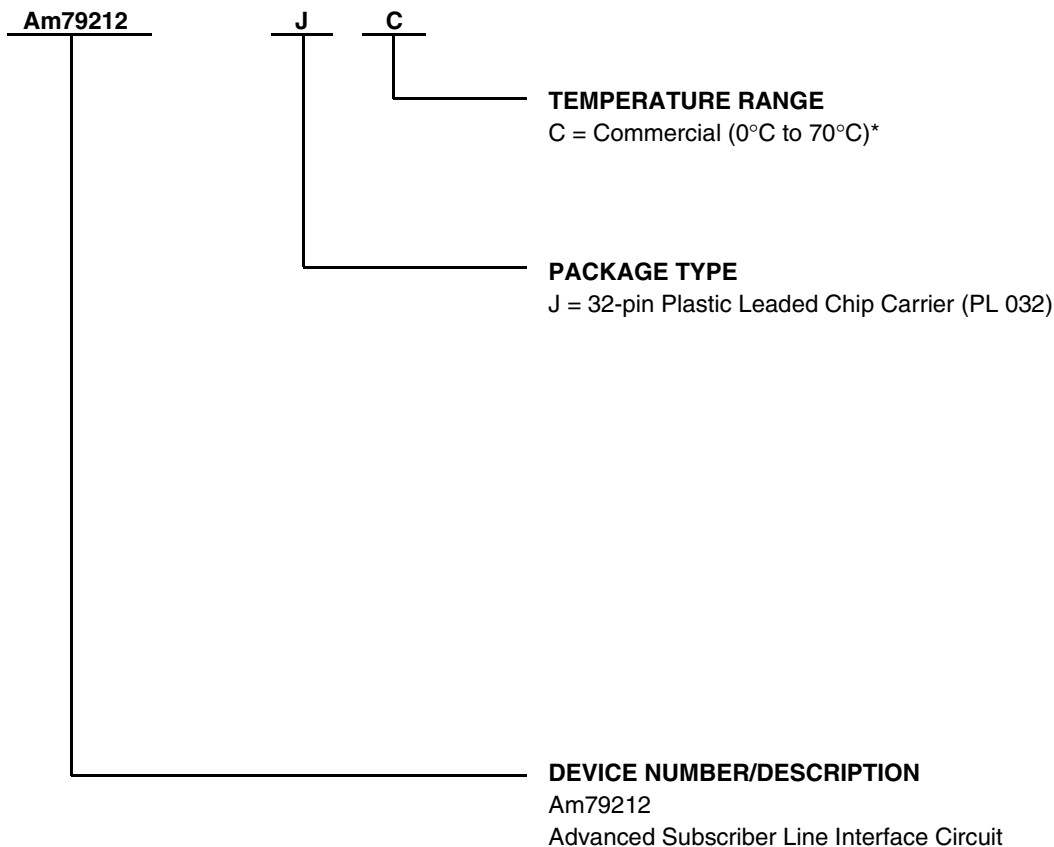 Am79212 J C
TEMPERATURE RANGE
C = Commercial (0°C to 70°C)*
PACKAGE TYPE
J = 32-pin Plastic Leaded Chip Carrier (PL 032)
DEVICE NUMBER/DESCRIPTION
Am79212
Advanced Subscriber Line Interface Circuit